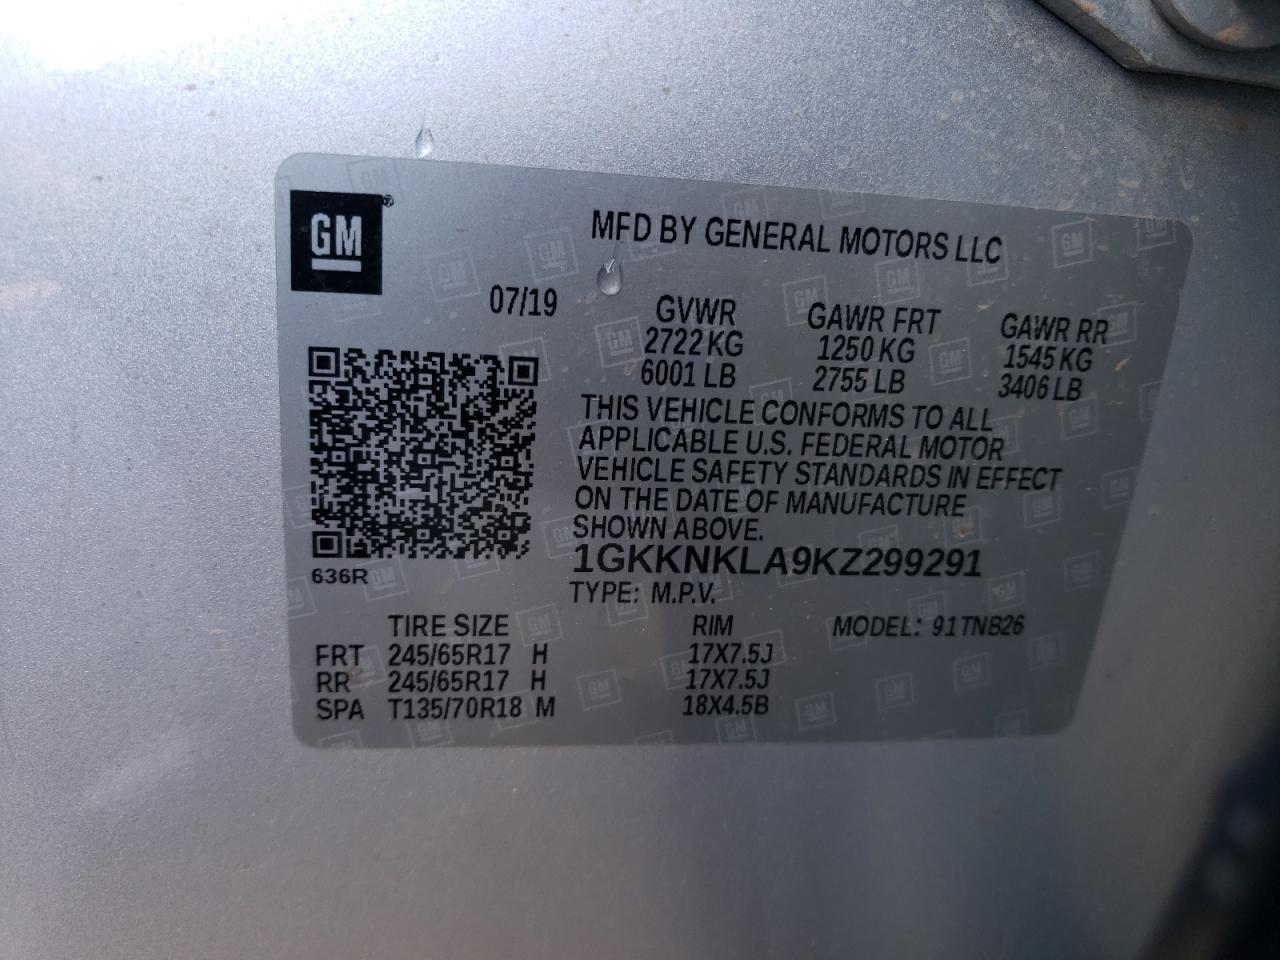 GM®
MFD BY GENERAL MOTORS LLC
07/19
GVWR GAWR FRT GAWR RR
2722 KG 1250 KG 1545 KG
6001 LB 2755 LB 3406 LB
THIS VEHICLE CONFORMS TO ALL
APPLICABLE U.S. FEDERAL MOTOR
VEHICLE SAFETY STANDARDS IN EFFECT
ON THE DATE OF MANUFACTURE
SHOWN ABOVE.
1GKKNKLA9KZ299291
636R
TYPE: M.P.V.
TIRE SIZE RIM MODEL: 91TNB26
FRT 245/65R17 H 17X7.5J
RR 245/65R17 H 17X7.5J
SPA T135/70R18 M 18X4.5B